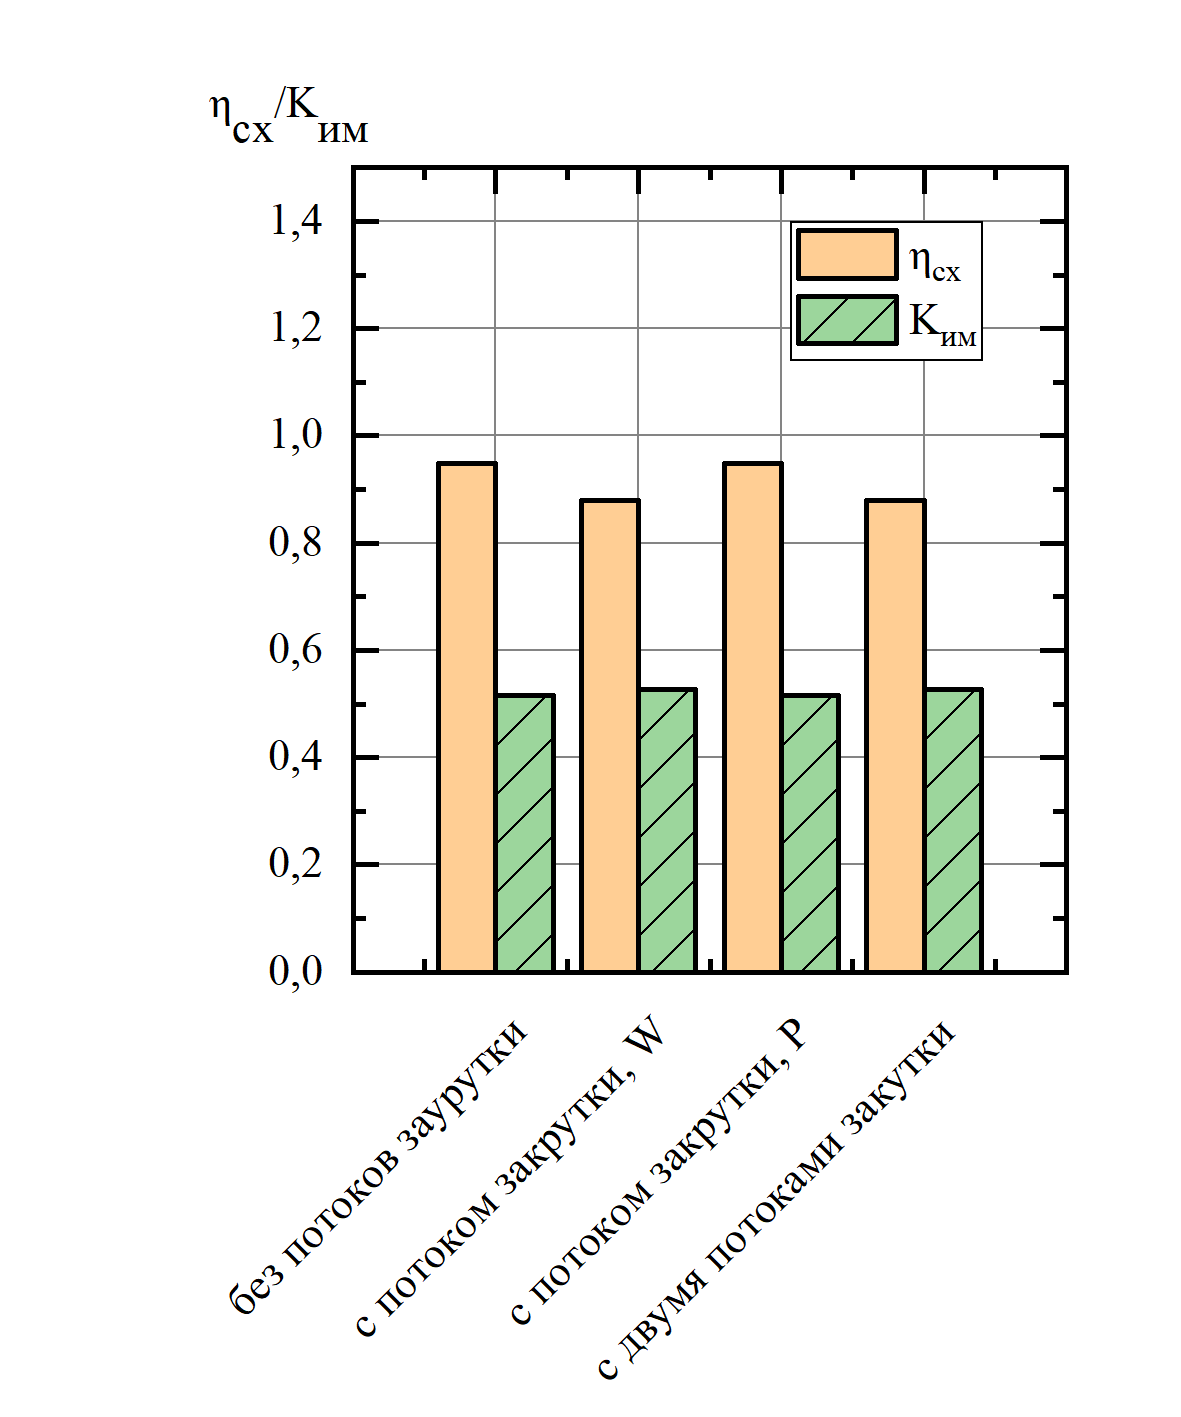 ηсх/Kим
1,4
1,2
1,0
0,8
0,6
0,4
0,2
0,0
ηсх
Kим
без потоков заурутки
с потоком закрутки, W
с потоком закрутки, P
с двумя потоками закутки